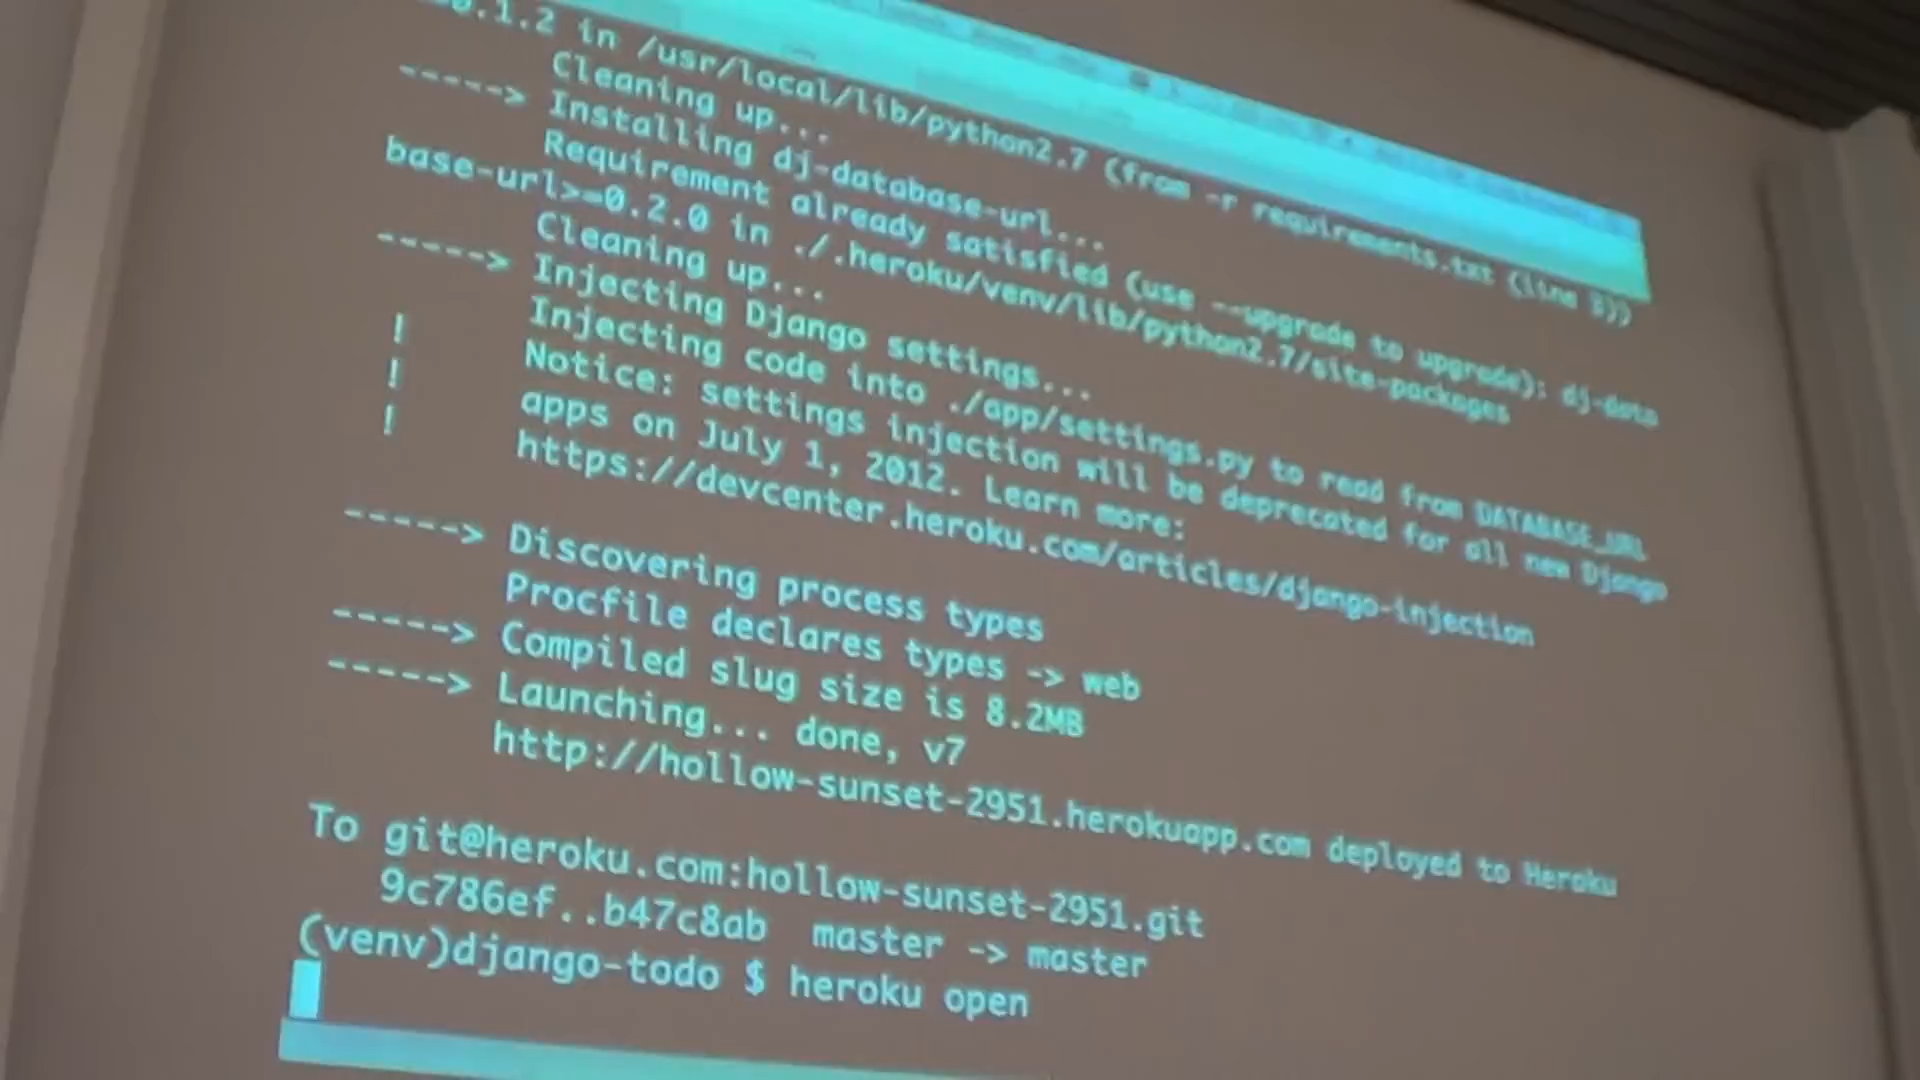 0.1.2 in /usr/local/lib/python2.7 (from -r requirements.txt (line 3))
Cleaning up...
-----> Installing dj-database-url...
Requirement already satisfied (use --upgrade to upgrade): dj-data
base-url>=0.2.0 in ./.heroku/venv/lib/python2.7/site-packages
Cleaning up...
-----> Injecting Django settings...
Injecting code into ./app/settings.py to read from DATABASE_URL
! Notice: settings injection will be deprecated for all new Django
! apps on July 1, 2012. Learn more:
! https://devcenter.heroku.com/articles/django-injection
-----> Discovering process types
Procfile declares types -> web
-----> Compiled slug size is 8.2MB
-----> Launching... done, v7
http://hollow-sunset-2951.herokuapp.com deployed to Heroku
To git@heroku.com:hollow-sunset-2951.git
9c786ef..b47c8ab master -> master
(venv)django-todo $ heroku open